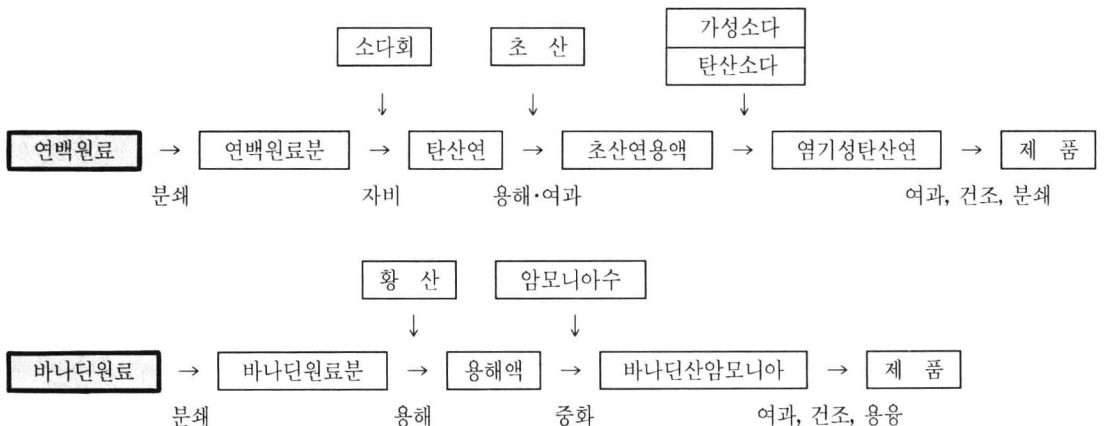 가성소다
소다회 초 산
탄산소다
↓ ↓ ↓
연백원료 → 연백원료분 → 탄산연 → 초산연용액 → 염기성탄산연 → 제 품
분쇄 자비 용해·여과 여과, 건조, 분쇄
황 산 암모니아수
↓ ↓
바나딘원료 → 바나딘원료분 → 용해액 → 바나딘산암모니아 → 제 품
분쇄 용해 중화 여과, 건조, 용융